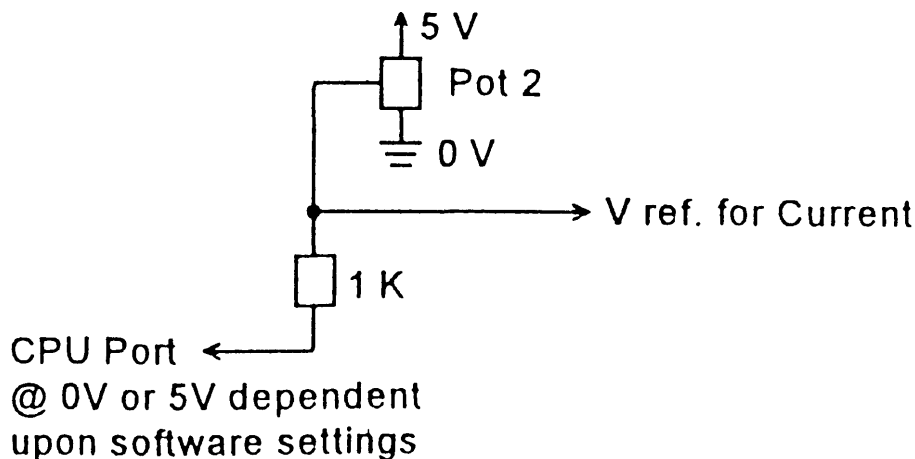 5 V
Pot 2
0 V
V ref. for Current
1 K
CPU Port
@ 0V or 5V dependent
upon software settings